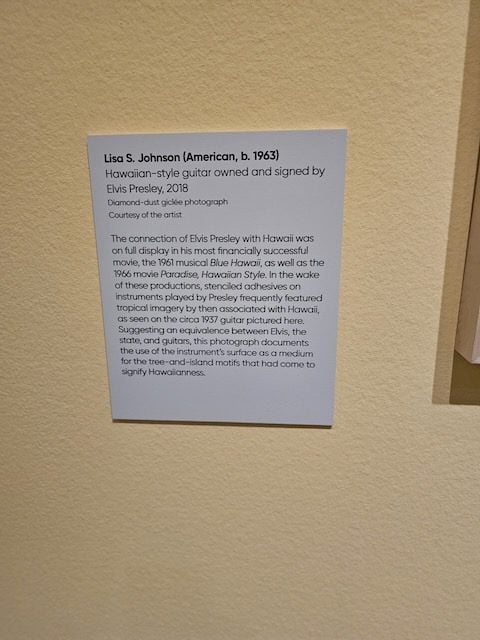 Lisa S. Johnson (American, b. 1963)
Hawaiian-style guitar owned and signed by
Elvis Presley, 2018
Diamond-dust giclée photograph
Courtesy of the artist
The connection of Elvis Presley with Hawaii was
on full display in his most financially successful
movie, the 1961 musical Blue Hawaii, as well as the
1966 movie Paradise, Hawaiian Style. In the wake
of these productions, stenciled adhesives on
instruments played by Presley frequently featured
tropical imagery by then associated with Hawaii,
as seen on the circa 1937 guitar pictured here.
Suggesting an equivalence between Elvis, the
state, and guitars, this photograph documents
the use of the instrument's surface as a medium
for the tree-and-island motifs that had come to
signify Hawaiianness.